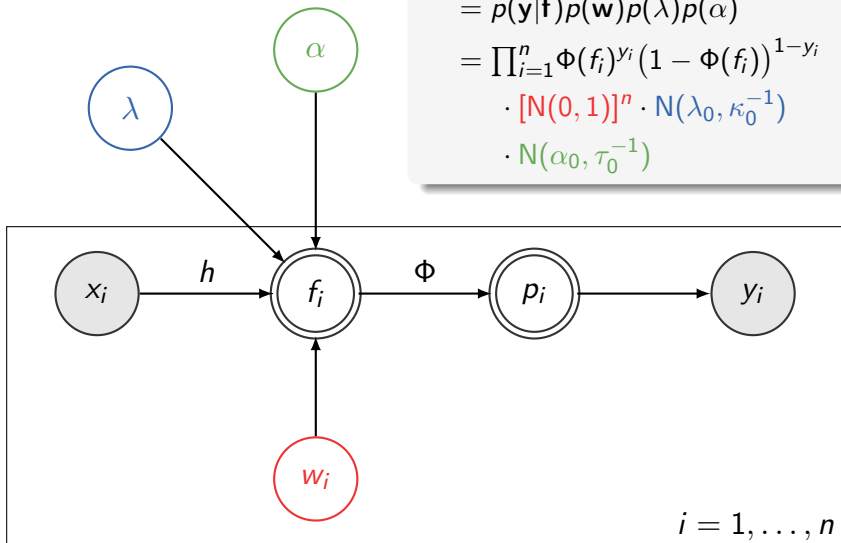 = p(y|f)p(w)p(λ)p(α)
= ∏ⁿᵢ₌₁Φ(fᵢ)^{yᵢ}(1 − Φ(fᵢ))^{1−yᵢ}
· [N(0, 1)]ⁿ · N(λ₀, κ₀⁻¹)
· N(α₀, τ₀⁻¹)
α
λ
xᵢ
h
fᵢ
Φ
pᵢ
yᵢ
wᵢ
i = 1, . . . , n